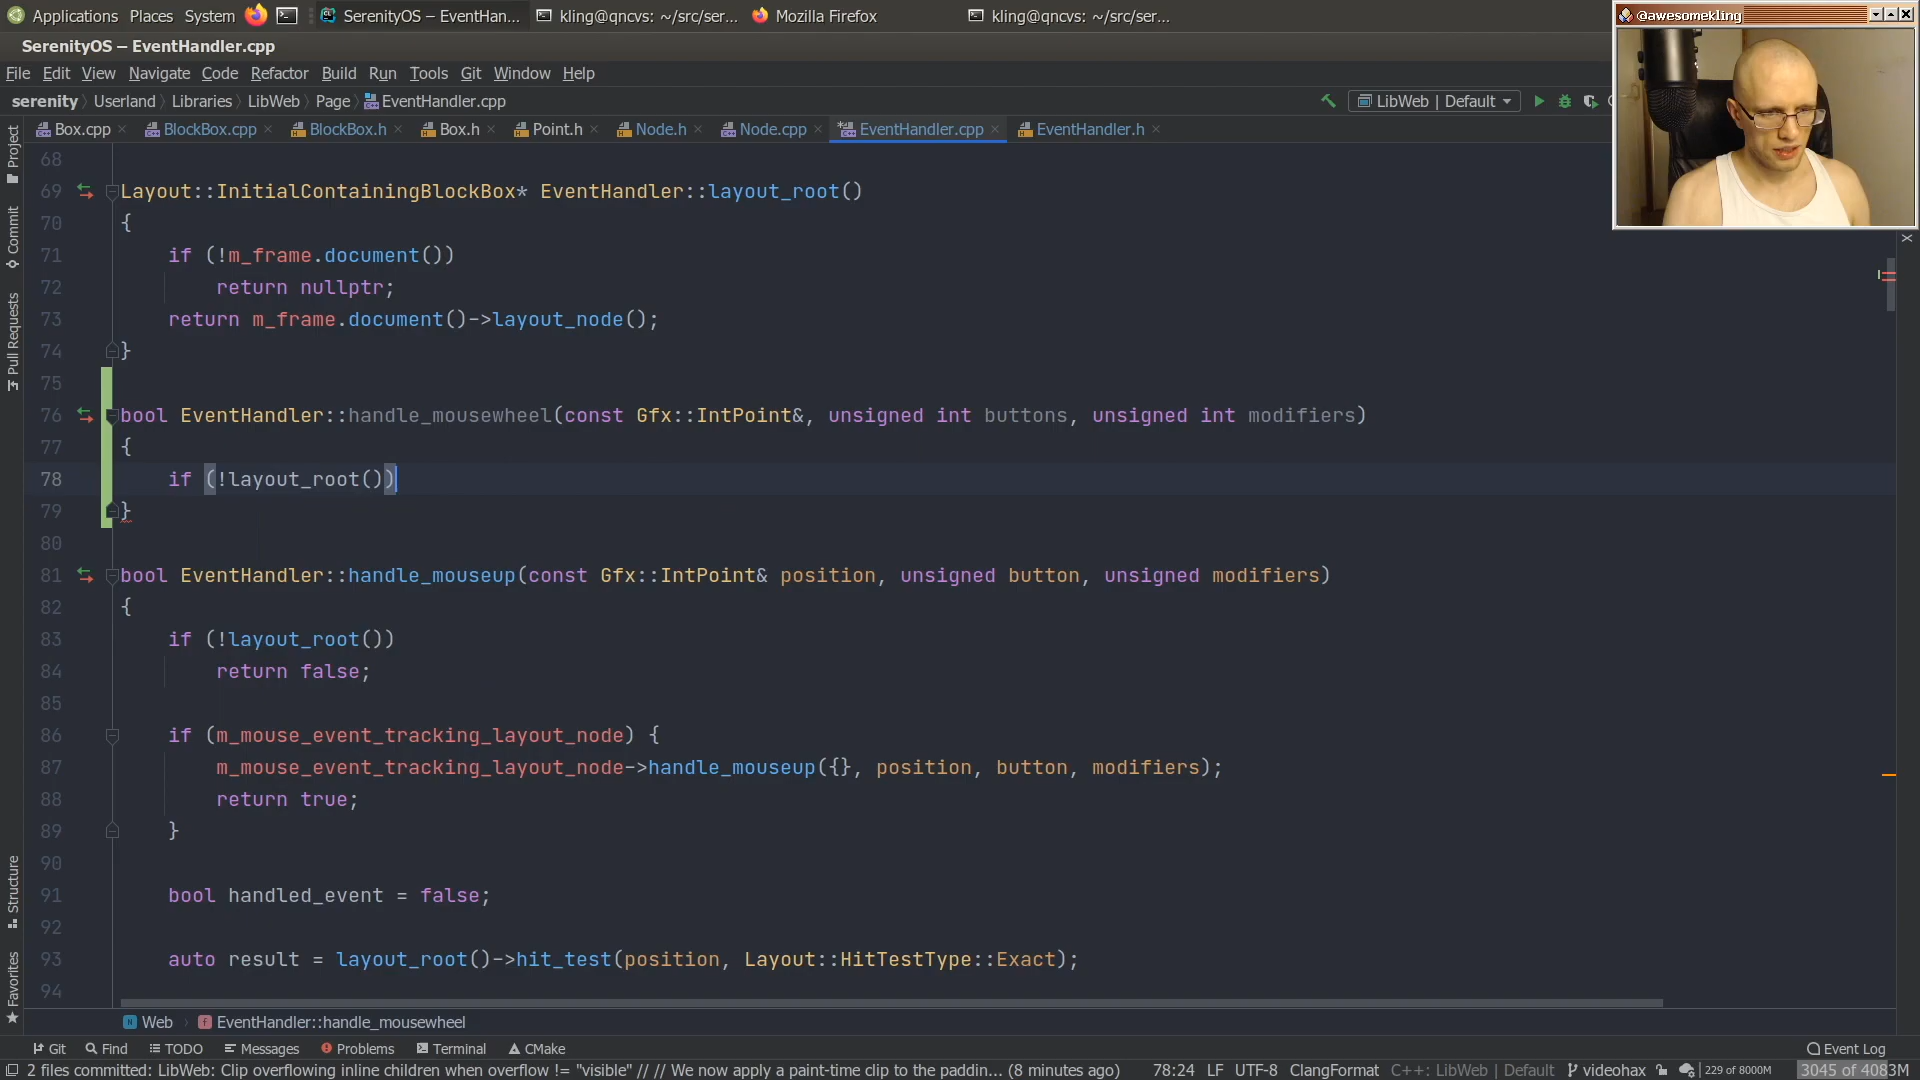 Applications Places System SerenityOS – EventHan... kling@qncvs: ~/src/ser... Mozilla Firefox kling@qncvs: ~/src/ser...
@awesomekling
SerenityOS – EventHandler.cpp
File Edit View Navigate Code Refactor Build Run Tools Git Window Help
serenity Userland Libraries LibWeb Page EventHandler.cpp LibWeb | Default
Box.cpp BlockBox.cpp BlockBox.h Box.h Point.h Node.h Node.cpp EventHandler.cpp EventHandler.h
Project
Commit
Pull Requests
Structure
Favorites
68
69 Layout::InitialContainingBlockBox* EventHandler::layout_root()
70 {
71 if (!m_frame.document())
72 return nullptr;
73 return m_frame.document()->layout_node();
74 }
75
76 bool EventHandler::handle_mousewheel(const Gfx::IntPoint&, unsigned int buttons, unsigned int modifiers)
77 {
78 if (!layout_root())
79 }
80
81 bool EventHandler::handle_mouseup(const Gfx::IntPoint& position, unsigned button, unsigned modifiers)
82 {
83 if (!layout_root())
84 return false;
85
86 if (m_mouse_event_tracking_layout_node) {
87 m_mouse_event_tracking_layout_node->handle_mouseup({}, position, button, modifiers);
88 return true;
89 }
90
91 bool handled_event = false;
92
93 auto result = layout_root()->hit_test(position, Layout::HitTestType::Exact);
94
Web EventHandler::handle_mousewheel
Git Find TODO Messages Problems Terminal CMake Event Log
2 files committed: LibWeb: Clip overflowing inline children when overflow != "visible" // // We now apply a paint-time clip to the paddin... (8 minutes ago) 78:24 LF UTF-8 ClangFormat C++: LibWeb | Default videohax 229 of 8000M 3045 of 4083M